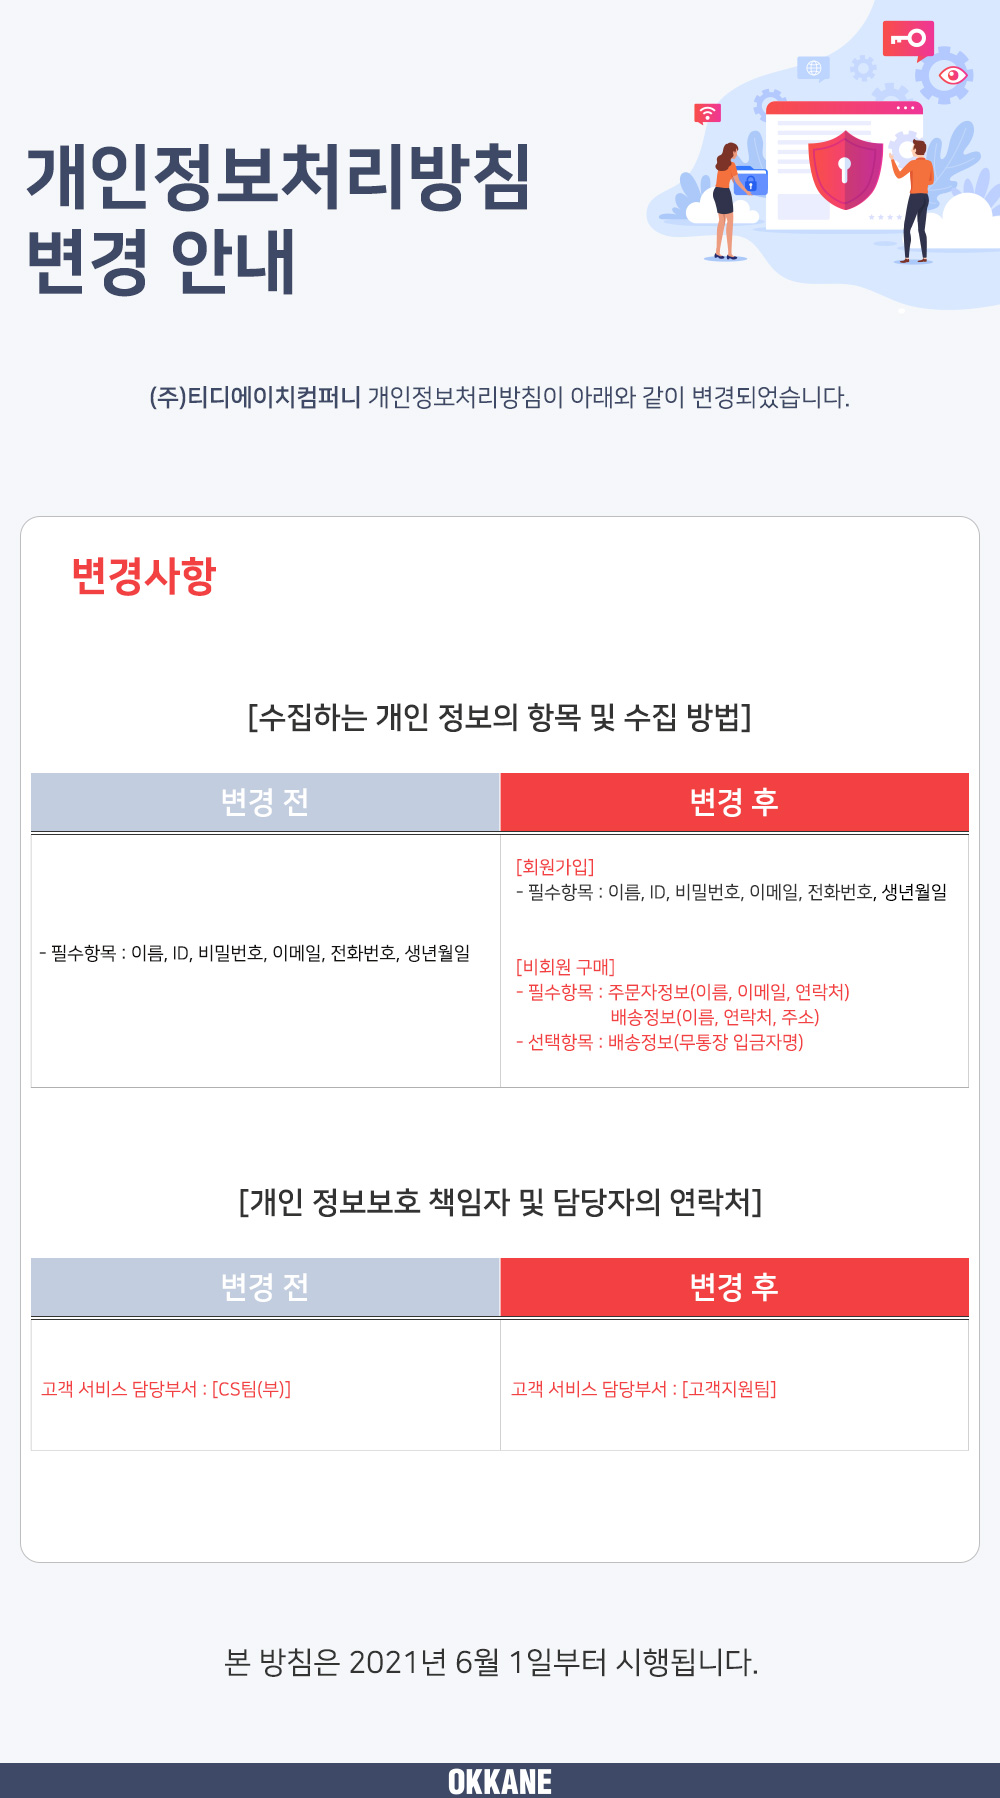 개인정보처리방침
변경 안내
(주)티디에이치컴퍼니 개인정보처리방침이 아래와 같이 변경되었습니다.
변경사항
[수집하는 개인 정보의 항목 및 수집 방법]
변경 전
변경 후
- 필수항목 : 이름, ID, 비밀번호, 이메일, 전화번호, 생년월일
[회원가입]
- 필수항목 : 이름, ID, 비밀번호, 이메일, 전화번호, 생년월일
[비회원 구매]
- 필수항목 : 주문자정보(이름, 이메일, 연락처)
배송정보(이름, 연락처, 주소)
- 선택항목 : 배송정보(무통장 입금자명)
[개인 정보보호 책임자 및 담당자의 연락처]
변경 전
변경 후
고객 서비스 담당부서 : [CS팀(부)]
고객 서비스 담당부서 : [고객지원팀]
본 방침은 2021년 6월 1일부터 시행됩니다.
OKKANE